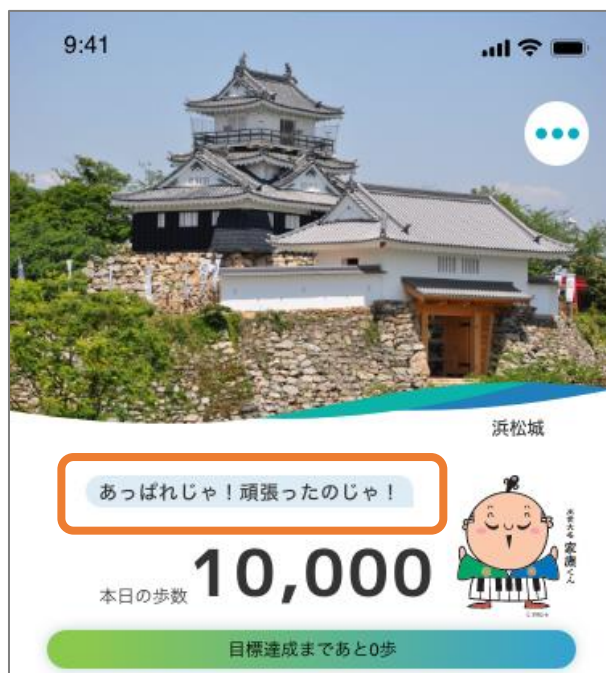 9:41
浜松城
あっぱれじゃ！頑張ったのじゃ！
本日の歩数 10,000
出世大名 家康くん
目標達成まであと0歩